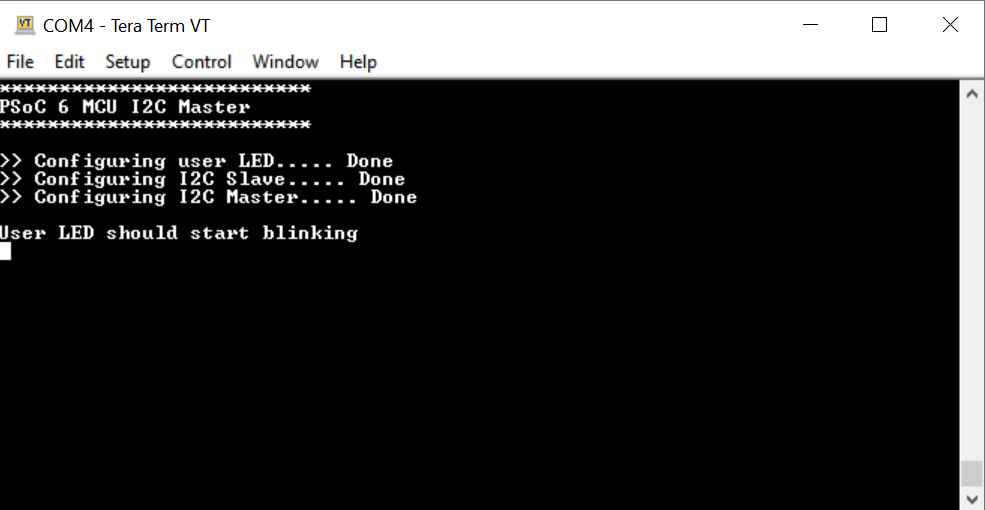 COM4 - Tera Term VT
File Edit Setup Control Window Help
**************************
PSoC 6 MCU I2C Master
**************************
>> Configuring user LED..... Done
>> Configuring I2C Slave..... Done
>> Configuring I2C Master..... Done
User LED should start blinking